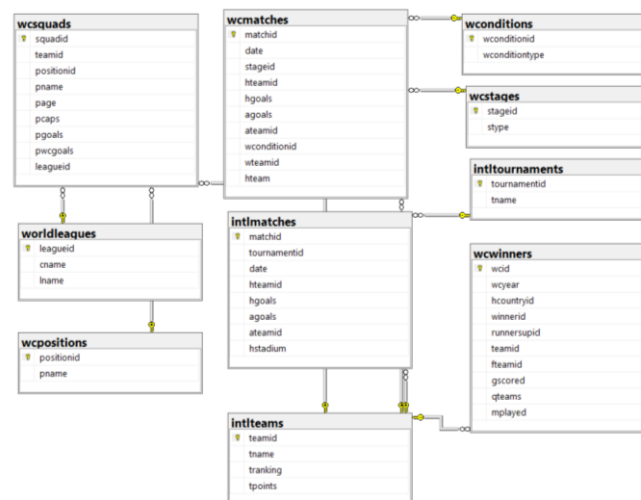 wcsquads
squadid
teamid
positionid
pname
page
pcaps
pgoals
pwcgoals
leagueid
wcmatches
matchid
date
stageid
hteamid
hgoals
agoals
ateamid
wconditionid
wteamid
hteam
wconditions
wconditionid
wconditiontype
wcstages
stageid
stype
intltournaments
tournamentid
tname
worldleagues
leagueid
cname
lname
intlmatches
matchid
tournamentid
date
hteamid
hgoals
agoals
ateamid
hstadium
wcwinners
wcid
wcyear
hcountryid
winnerid
runnersupid
teamid
fteamid
gscored
qteams
mplayed
wcpositions
positionid
pname
intlteams
teamid
tname
tranking
tpoints